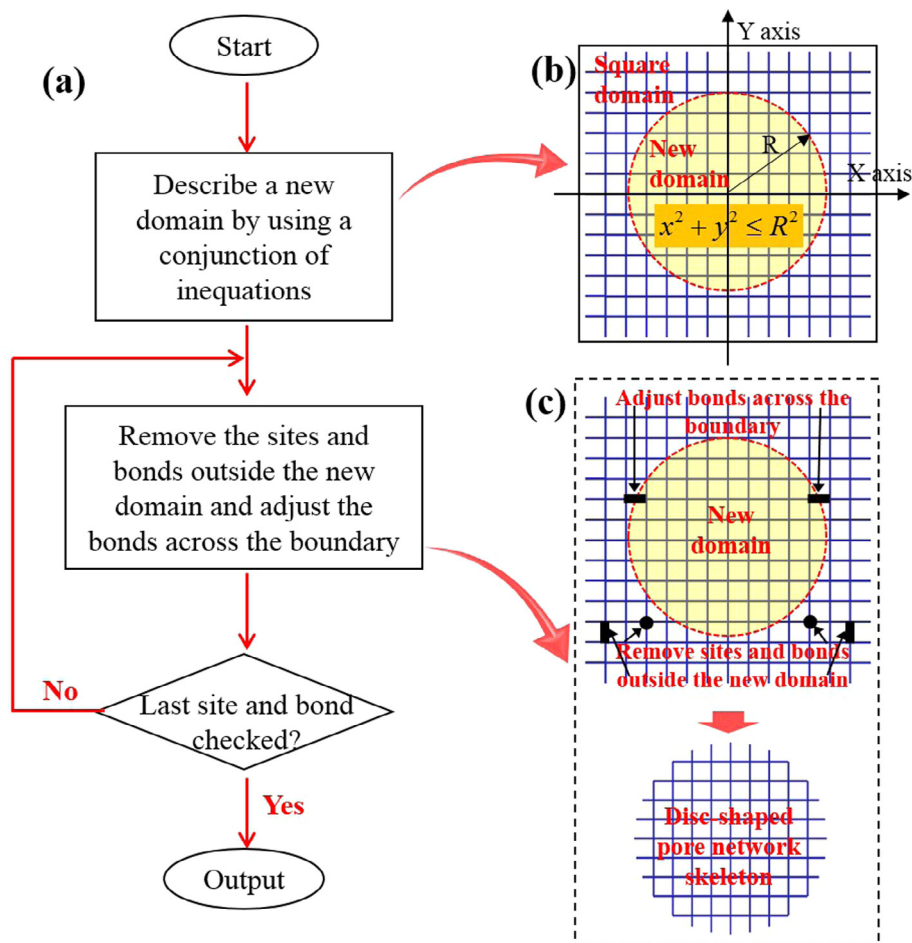 (a)
Start
Describe a new
domain by using a
conjunction of
inequations
Remove the sites and
bonds outside the new
domain and adjust the
bonds across the boundary
No
Last site and bond
checked?
Yes
Output
(b)
Y axis
Square
domain
New
domain
R
X axis
x² + y² ≤ R²
(c)
Adjust bonds across the
boundary
New
domain
Remove sites and bonds
outside the new domain
Disc-shaped
pore network
skeleton